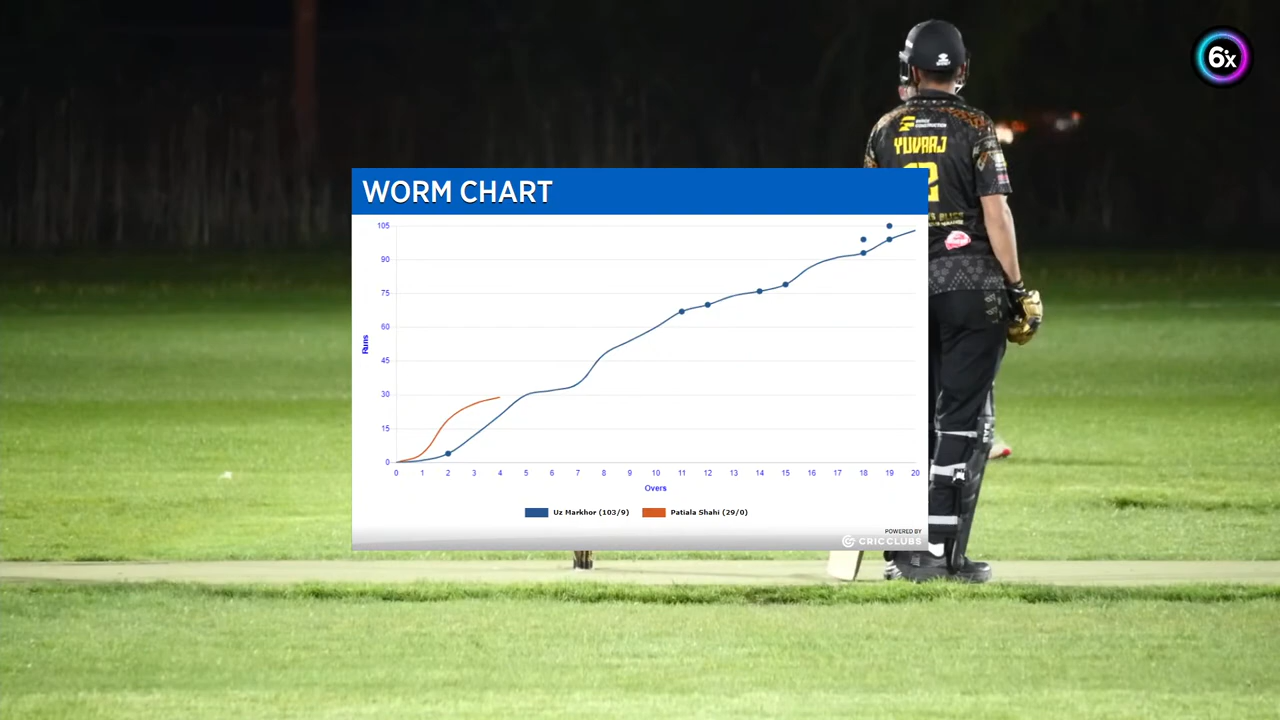 6x
YUVARJ
12
WORM CHART
105
90
75
60
45
30
15
0
Runs
0 1 2 3 4 5 6 7 8 9 10 11 12 13 14 15 16 17 18 19 20
Overs
Uz Markhor (103/9) Patiala Shahi (29/0)
POWERED BY
CRICCLUBS